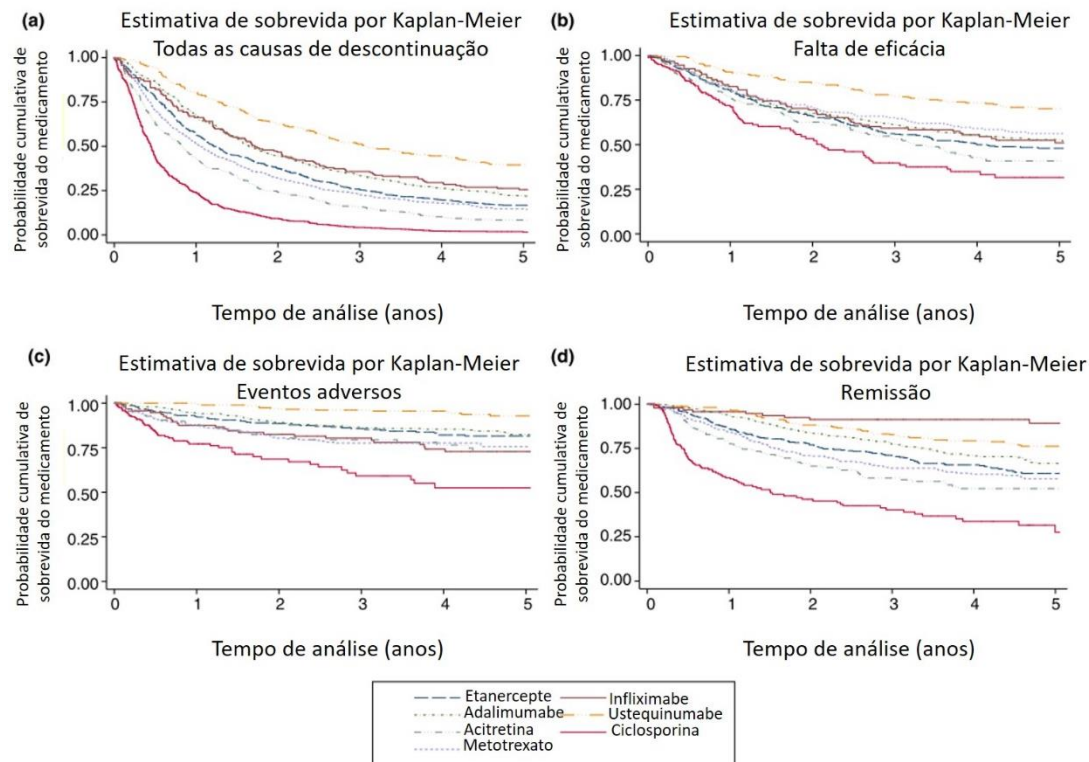 (a) Estimativa de sobrevida por Kaplan-Meier
Todas as causas de descontinuação
Probabilidade cumulativa de
sobrevida do medicamento
1.00
0.75
0.50
0.25
0.00
0 1 2 3 4 5
Tempo de análise (anos)
(b) Estimativa de sobrevida por Kaplan-Meier
Falta de eficácia
Probabilidade cumulativa de
sobrevida do medicamento
1.00
0.75
0.50
0.25
0.00
0 1 2 3 4 5
Tempo de análise (anos)
(c) Estimativa de sobrevida por Kaplan-Meier
Eventos adversos
Probabilidade cumulativa de
sobrevida do medicamento
1.00
0.75
0.50
0.25
0.00
0 1 2 3 4 5
Tempo de análise (anos)
(d) Estimativa de sobrevida por Kaplan-Meier
Remissão
Probabilidade cumulativa de
sobrevida do medicamento
1.00
0.75
0.50
0.25
0.00
0 1 2 3 4 5
Tempo de análise (anos)
Etanercepte Infliximabe
Adalimumabe Ustequinumabe
Acitretina Ciclosporina
Metotrexato